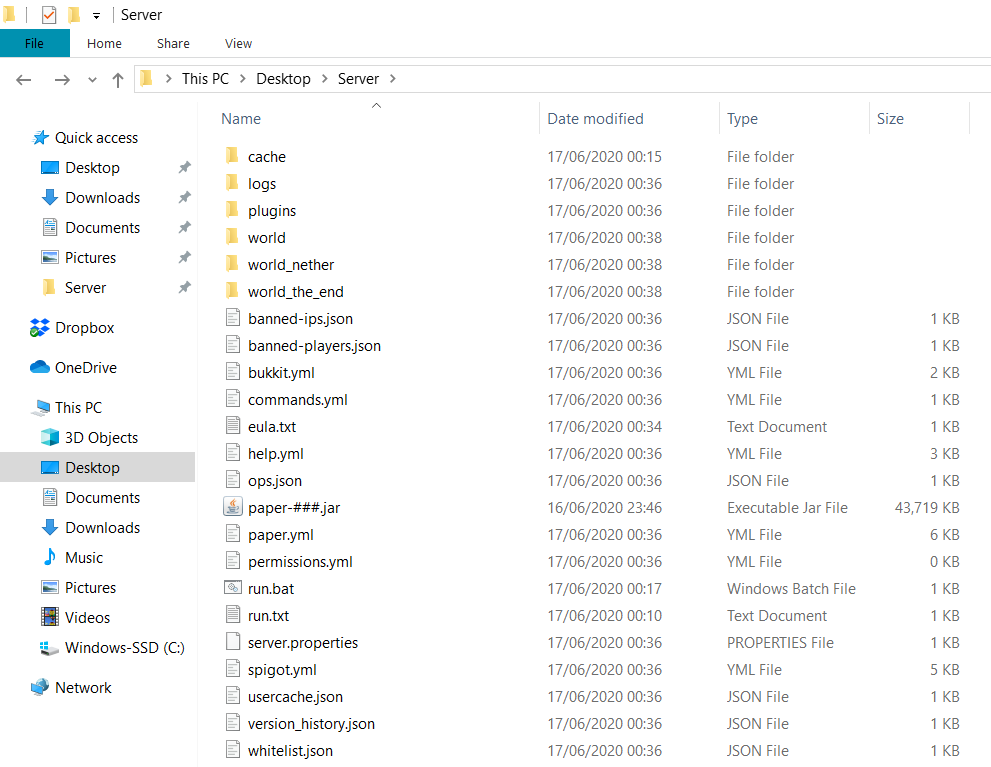 Server
File Home Share View
This PC Desktop Server
Name Date modified Type Size
Quick access
Desktop
Downloads
Documents
Pictures
Server
Dropbox
OneDrive
This PC
3D Objects
Desktop
Documents
Downloads
Music
Pictures
Videos
Windows-SSD (C:)
Network
cache 17/06/2020 00:15 File folder
logs 17/06/2020 00:36 File folder
plugins 17/06/2020 00:36 File folder
world 17/06/2020 00:38 File folder
world_nether 17/06/2020 00:38 File folder
world_the_end 17/06/2020 00:38 File folder
banned-ips.json 17/06/2020 00:36 JSON File 1 KB
banned-players.json 17/06/2020 00:36 JSON File 1 KB
bukkit.yml 17/06/2020 00:36 YML File 2 KB
commands.yml 17/06/2020 00:36 YML File 1 KB
eula.txt 17/06/2020 00:34 Text Document 1 KB
help.yml 17/06/2020 00:36 YML File 3 KB
ops.json 17/06/2020 00:36 JSON File 1 KB
paper-###.jar 16/06/2020 23:46 Executable Jar File 43,719 KB
paper.yml 17/06/2020 00:36 YML File 6 KB
permissions.yml 17/06/2020 00:36 YML File 0 KB
run.bat 17/06/2020 00:17 Windows Batch File 1 KB
run.txt 17/06/2020 00:10 Text Document 1 KB
server.properties 17/06/2020 00:36 PROPERTIES File 1 KB
spigot.yml 17/06/2020 00:36 YML File 5 KB
usercache.json 17/06/2020 00:36 JSON File 1 KB
version_history.json 17/06/2020 00:36 JSON File 1 KB
whitelist.json 17/06/2020 00:36 JSON File 1 KB